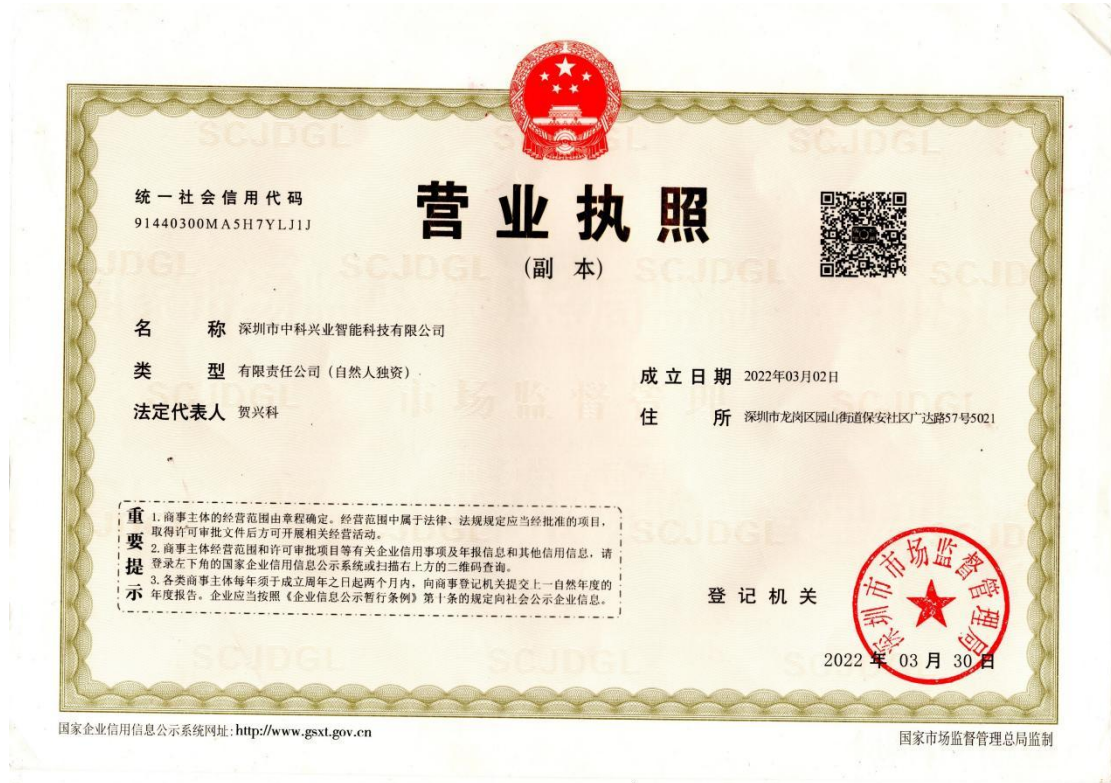 统一社会信用代码
91440300MA5H7YLJ1J
营业执照
(副 本)
名 称 深圳市中科兴业智能科技有限公司
类 型 有限责任公司（自然人独资）
法定代表人 贺兴科
成立日期 2022年03月02日
住 所 深圳市龙岗区园山街道保安社区广达路57号5021
重要提示
1. 商事主体的经营范围由章程确定。经营范围中属于法律、法规规定应当经批准的项目，
取得许可审批文件后方可开展相关经营活动。
2. 商事主体经营范围和许可审批项目等有关企业信用事项及年报信息和其他信用信息，请
登录左下角的国家企业信用信息公示系统或扫描右上方的二维码查询。
3. 各类商事主体每年须于成立周年之日起两个月内，向商事登记机关提交上一自然年度的
年度报告。企业应当按照《企业信息公示暂行条例》第十条的规定向社会公示企业信息。
登记机关
深圳市市场监督管理局
2022 年 03 月 30 日
国家企业信用信息公示系统网址: http://www.gsxt.gov.cn
国家市场监督管理总局监制
SCJDGL
SCJDGL
SCJDGL
市场监督管理